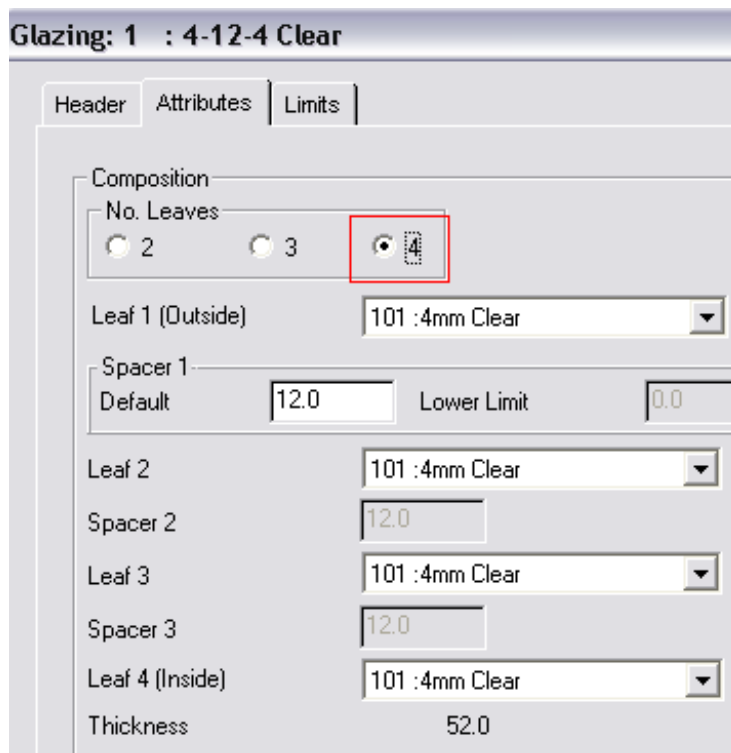 Glazing: 1 : 4-12-4 Clear
Header Attributes Limits
Composition
No. Leaves
2 3 4
Leaf 1 (Outside) 101 :4mm Clear
Spacer 1
Default 12.0 Lower Limit 0.0
Leaf 2 101 :4mm Clear
Spacer 2 12.0
Leaf 3 101 :4mm Clear
Spacer 3 12.0
Leaf 4 (Inside) 101 :4mm Clear
Thickness 52.0